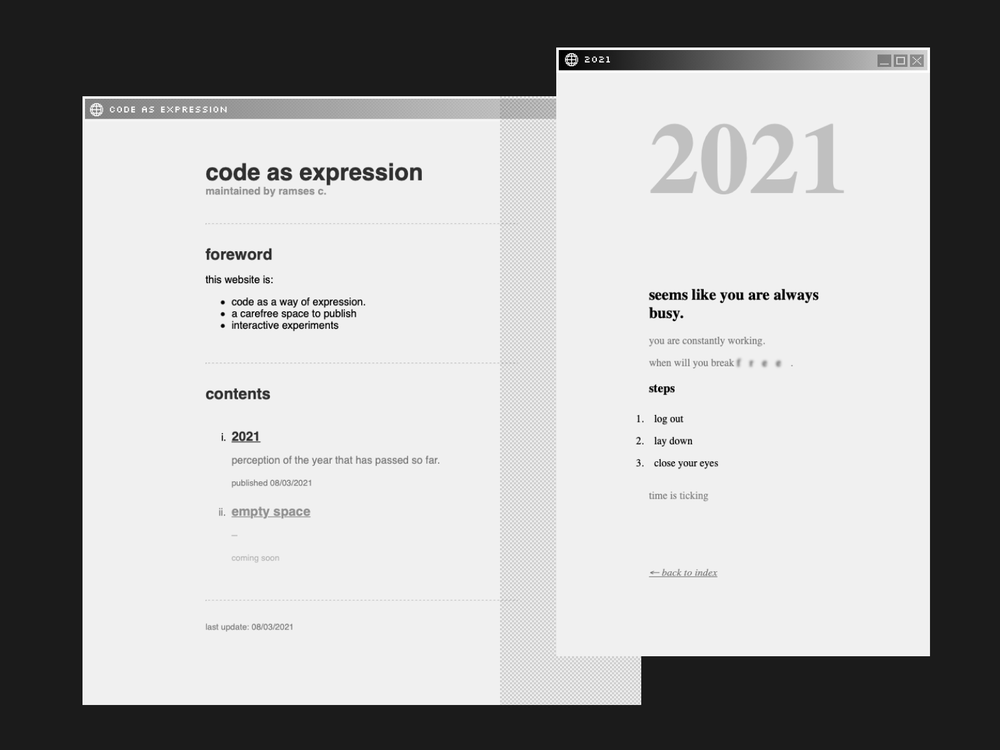 CODE AS EXPRESSION
code as expression
maintained by ramses c.
foreword
this website is:
• code as a way of expression.
• a carefree space to publish
• interactive experiments
contents
i. 2021
perception of the year that has passed so far.
published 08/03/2021
ii. empty space
–
coming soon
last update: 08/03/2021
2021
2021
seems like you are always
busy.
you are constantly working.
when will you break f r e e .
steps
1. log out
2. lay down
3. close your eyes
time is ticking
← back to index